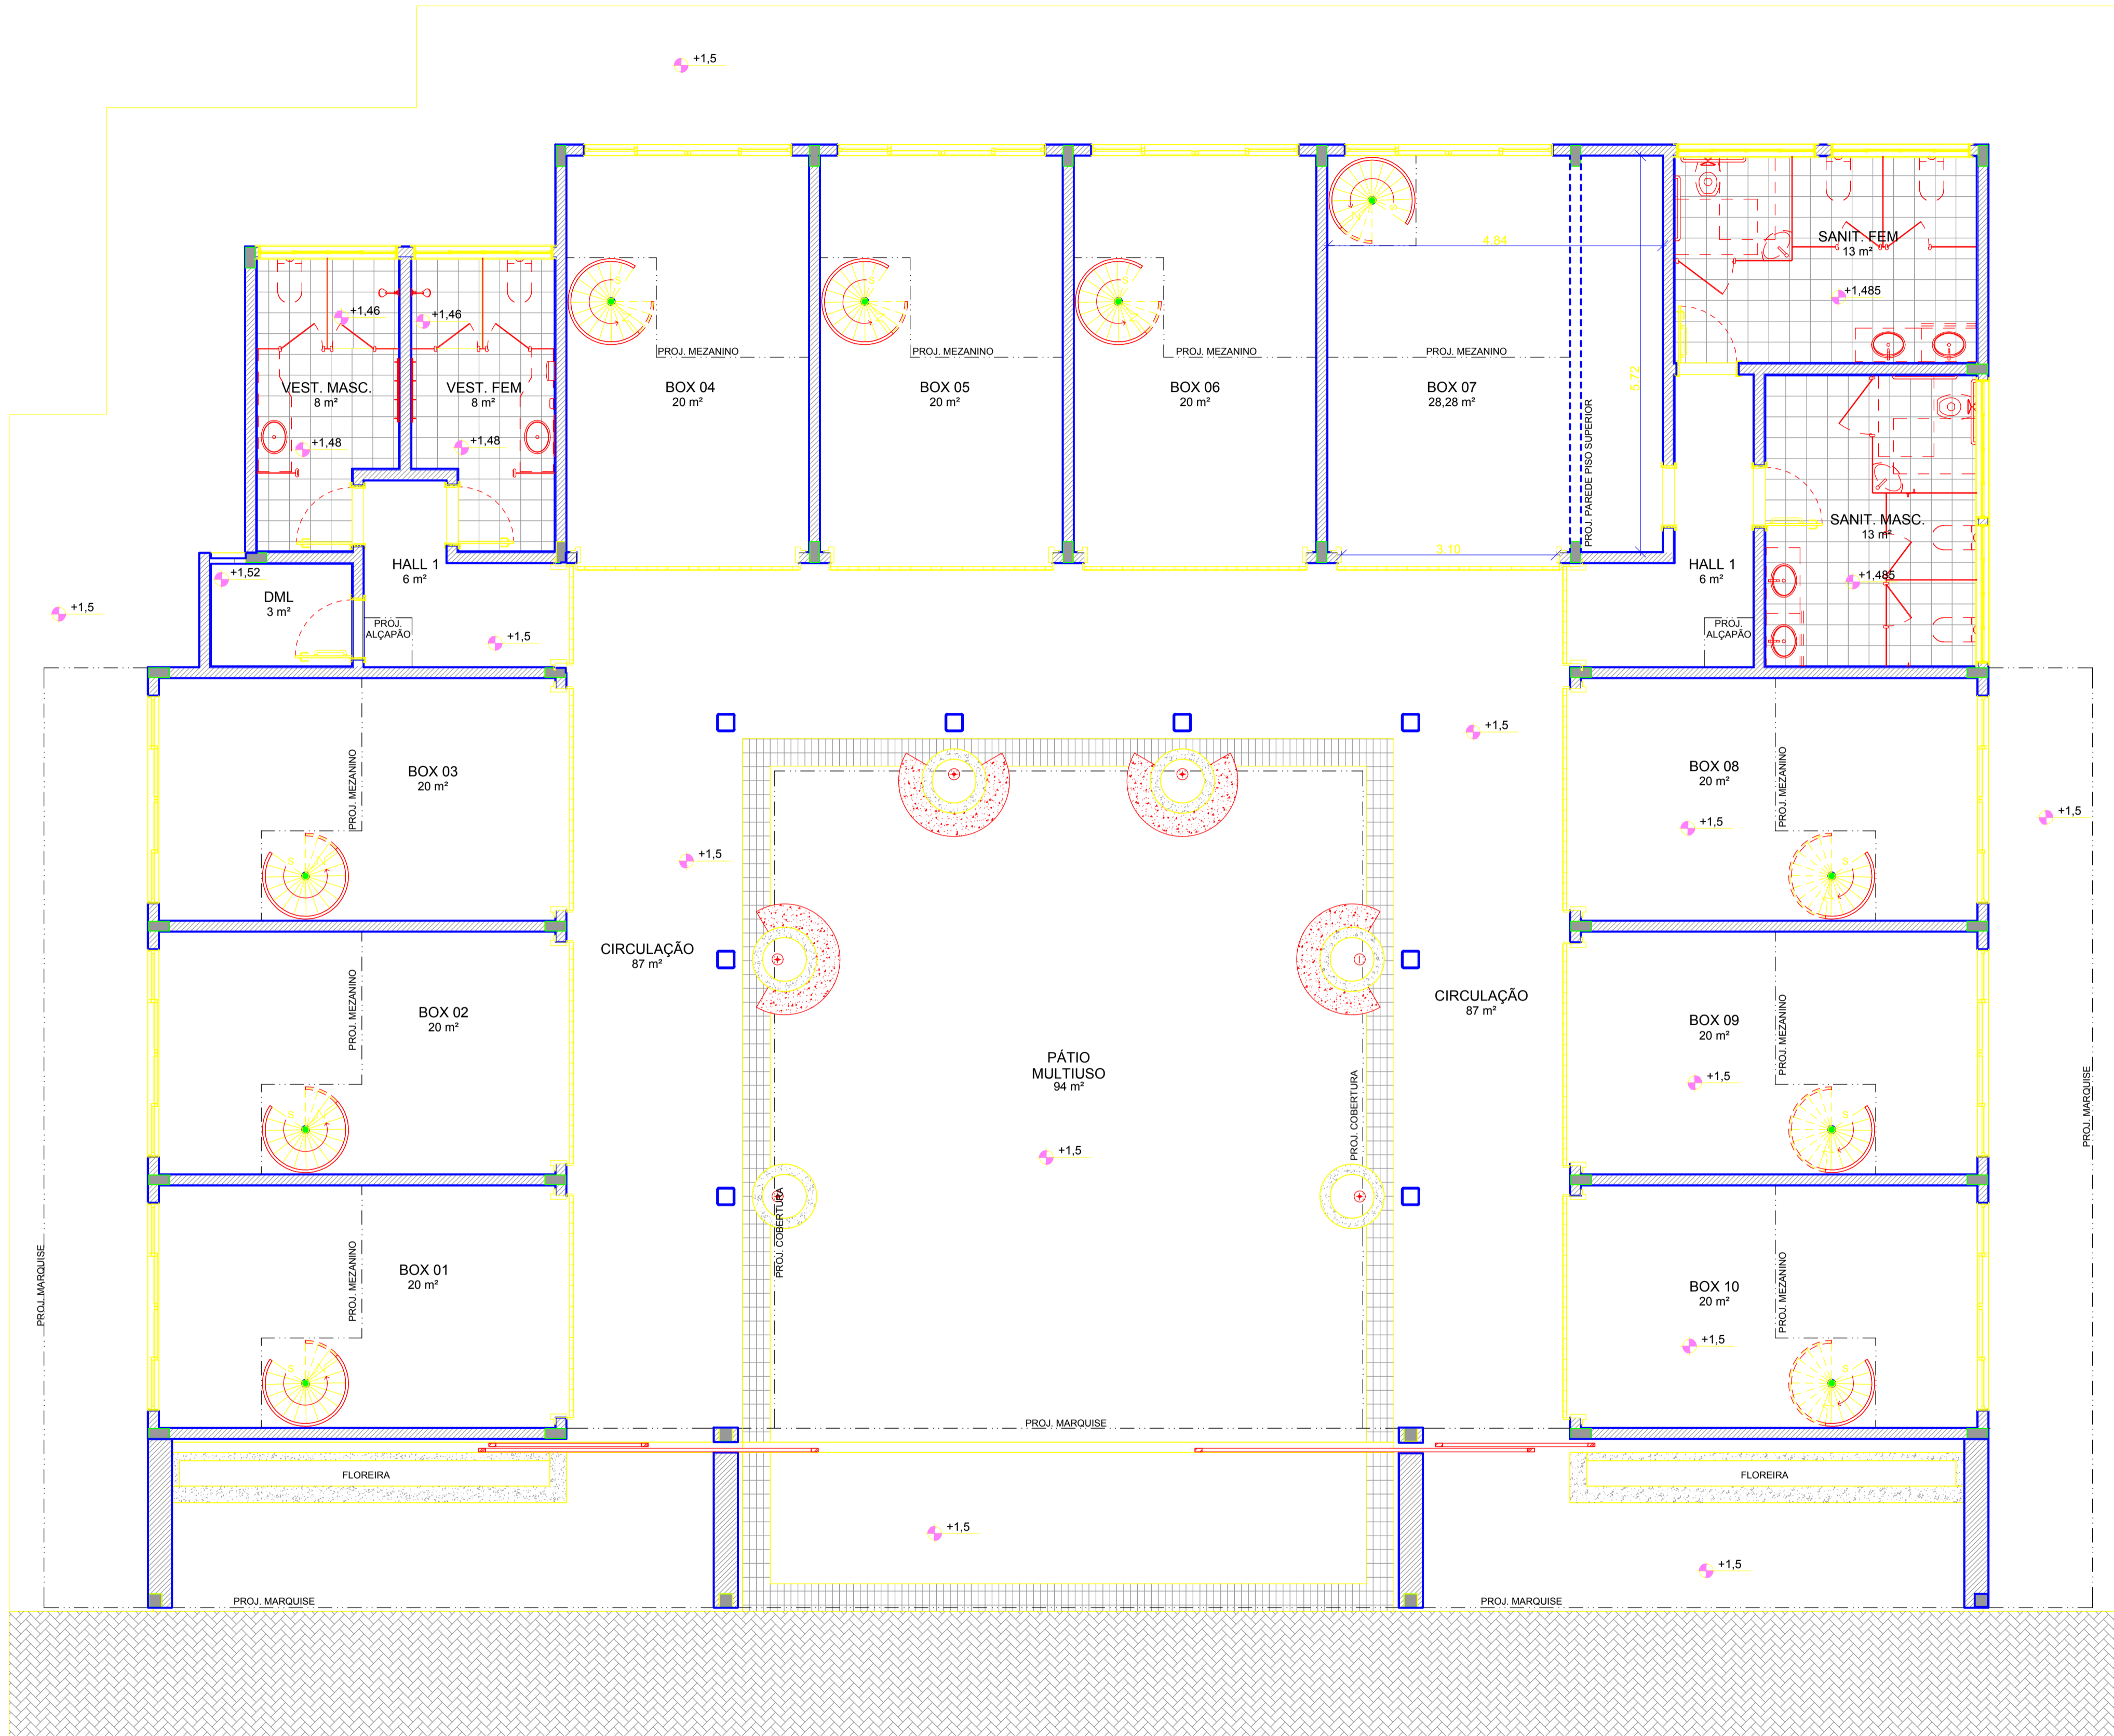 +1,5
4.84
SANIT. FEM
13 m²
+1,485
+1,46
+1,46
S
S
S
S
PROJ. MEZANINO
PROJ. MEZANINO
PROJ. MEZANINO
PROJ. MEZANINO
VEST. MASC.
8 m²
VEST. FEM.
8 m²
BOX 04
20 m²
BOX 05
20 m²
BOX 06
20 m²
BOX 07
28,28 m²
5.72
PROJ. PAREDE PISO SUPERIOR
+1,48
+1,48
SANIT. MASC.
13 m²
3.10
HALL 1
6 m²
HALL 1
6 m²
+1,52
+1,485
DML
3 m²
+1,5
PROJ.
ALÇAPÃO
+1,5
PROJ.
ALÇAPÃO
+1,5
BOX 03
20 m²
PROJ. MEZANINO
BOX 08
20 m²
PROJ. MEZANINO
+1,5
+1,5
+1,5
S
S
CIRCULAÇÃO
87 m²
CIRCULAÇÃO
87 m²
BOX 02
20 m²
PROJ. MEZANINO
BOX 09
20 m²
PROJ. MEZANINO
PÁTIO
MULTIUSO
94 m²
+1,5
PROJ. COBERTURA
PROJ. MARQUISE
S
S
+1,5
PROJ. COBERTURA
BOX 01
20 m²
PROJ. MEZANINO
PROJ. MARQUISE
BOX 10
20 m²
PROJ. MEZANINO
+1,5
S
S
PROJ. MARQUISE
FLOREIRA
FLOREIRA
+1,5
+1,5
PROJ. MARQUISE
PROJ. MARQUISE